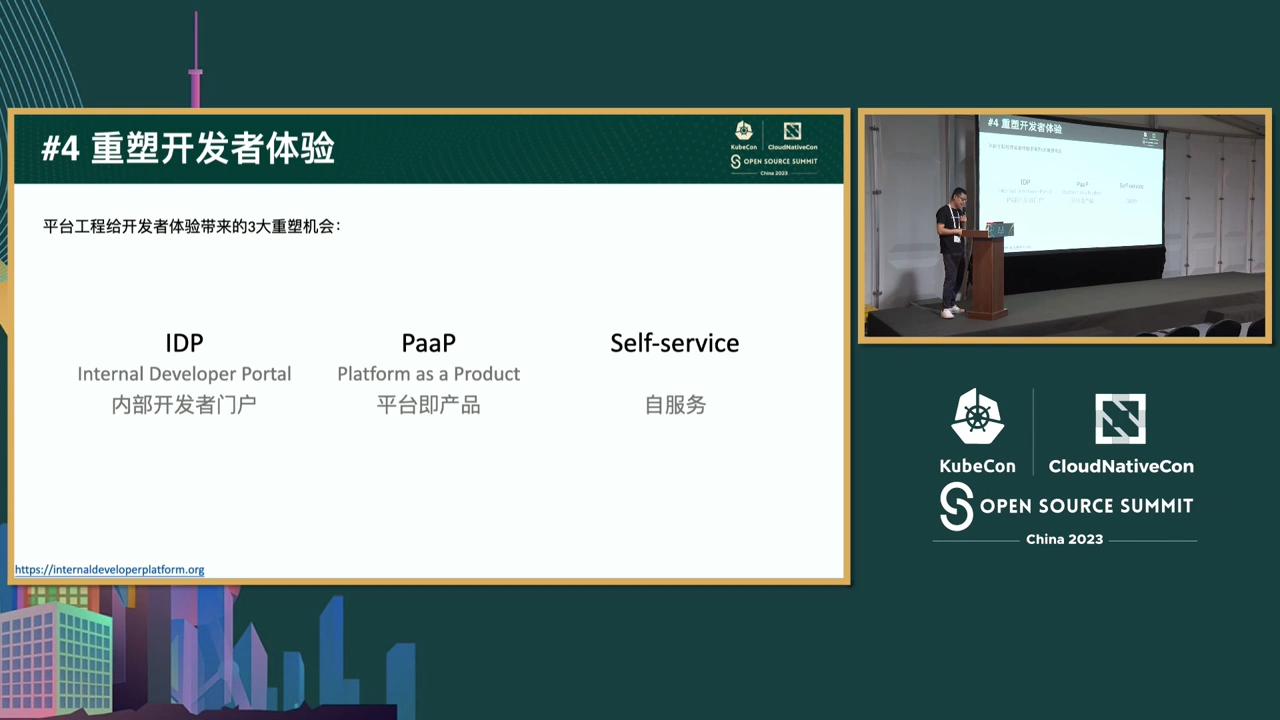 #4 重塑开发者体验
KubeCon
CloudNativeCon
OPEN SOURCE SUMMIT
China 2023
平台工程给开发者体验带来的3大重塑机会：
IDP
Internal Developer Portal
内部开发者门户
PaaP
Platform as a Product
平台即产品
Self-service
自服务
https://internaldeveloperplatform.org
#4 重塑开发者体验
IDP
PaaP
Self-service
KubeCon
CloudNativeCon
OPEN SOURCE SUMMIT
China 2023